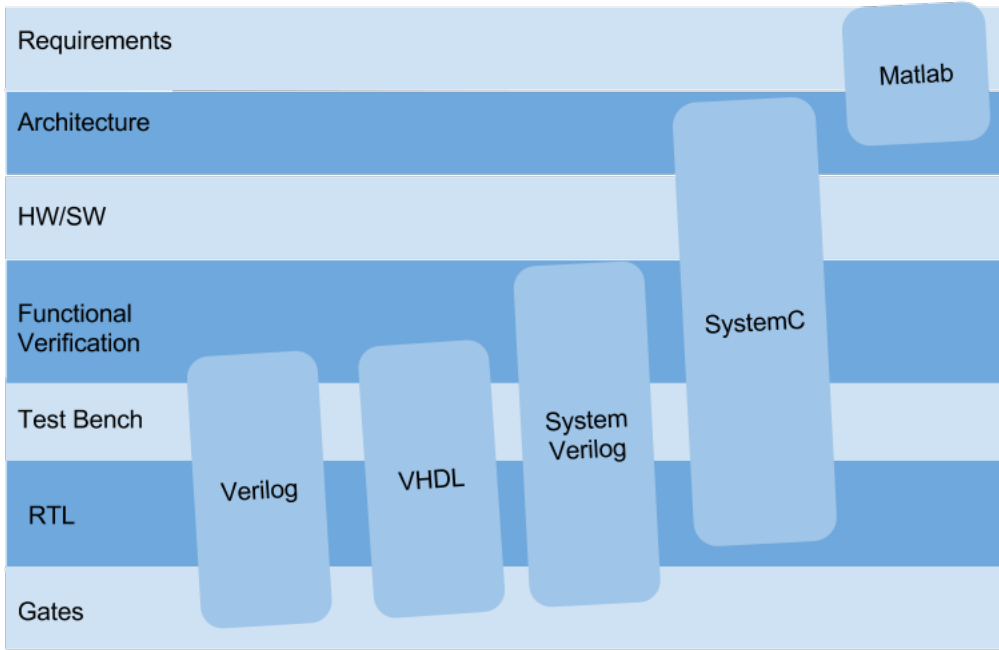 Requirements
Matlab
Architecture
HW/SW
Functional
Verification
SystemC
Test Bench
System
Verilog
VHDL
Verilog
RTL
Gates